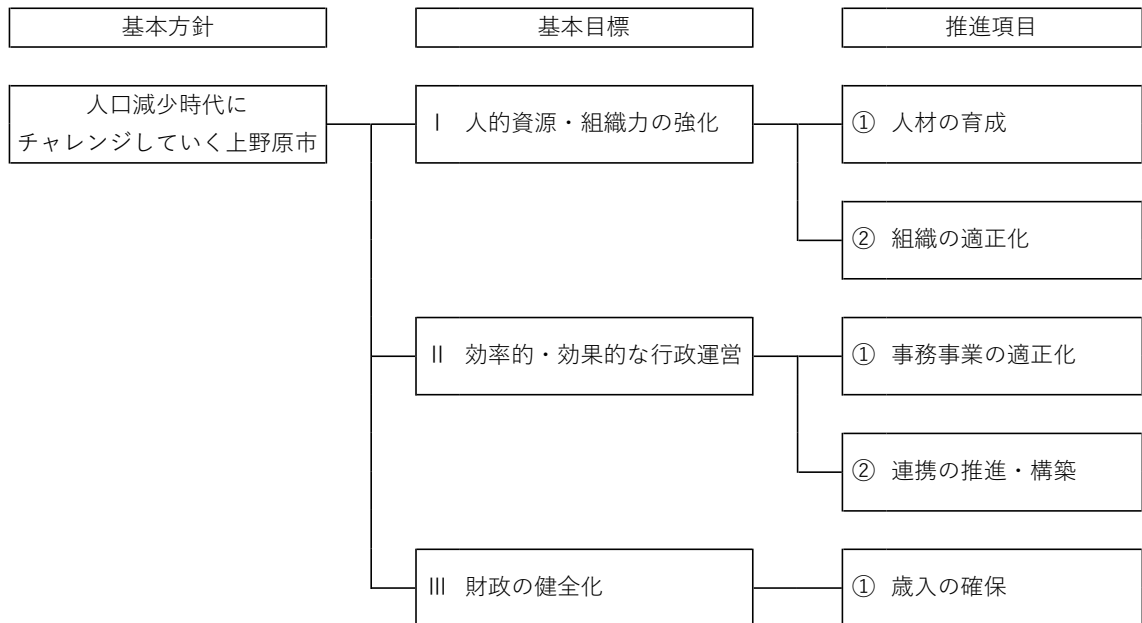 基本方針
基本目標
推進項目
人口減少時代に
チャレンジしていく上野原市
Ⅰ 人的資源・組織力の強化
① 人材の育成
② 組織の適正化
Ⅱ 効率的・効果的な行政運営
① 事務事業の適正化
② 連携の推進・構築
Ⅲ 財政の健全化
① 歳入の確保